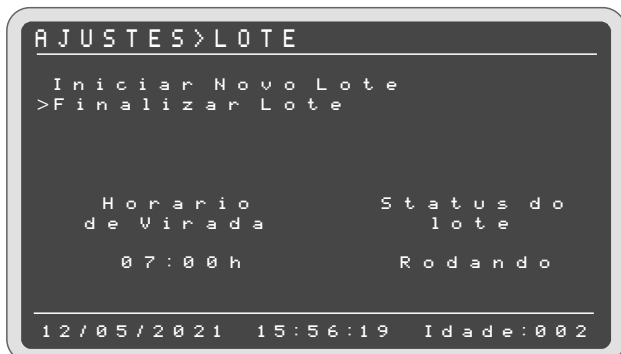 AJUSTES>LOTE
Iniciar Novo Lote
>Finalizar Lote
Horario de Virada
07:00h
Status do lote
Rodando
12/05/2021 15:56:19 Idade:002